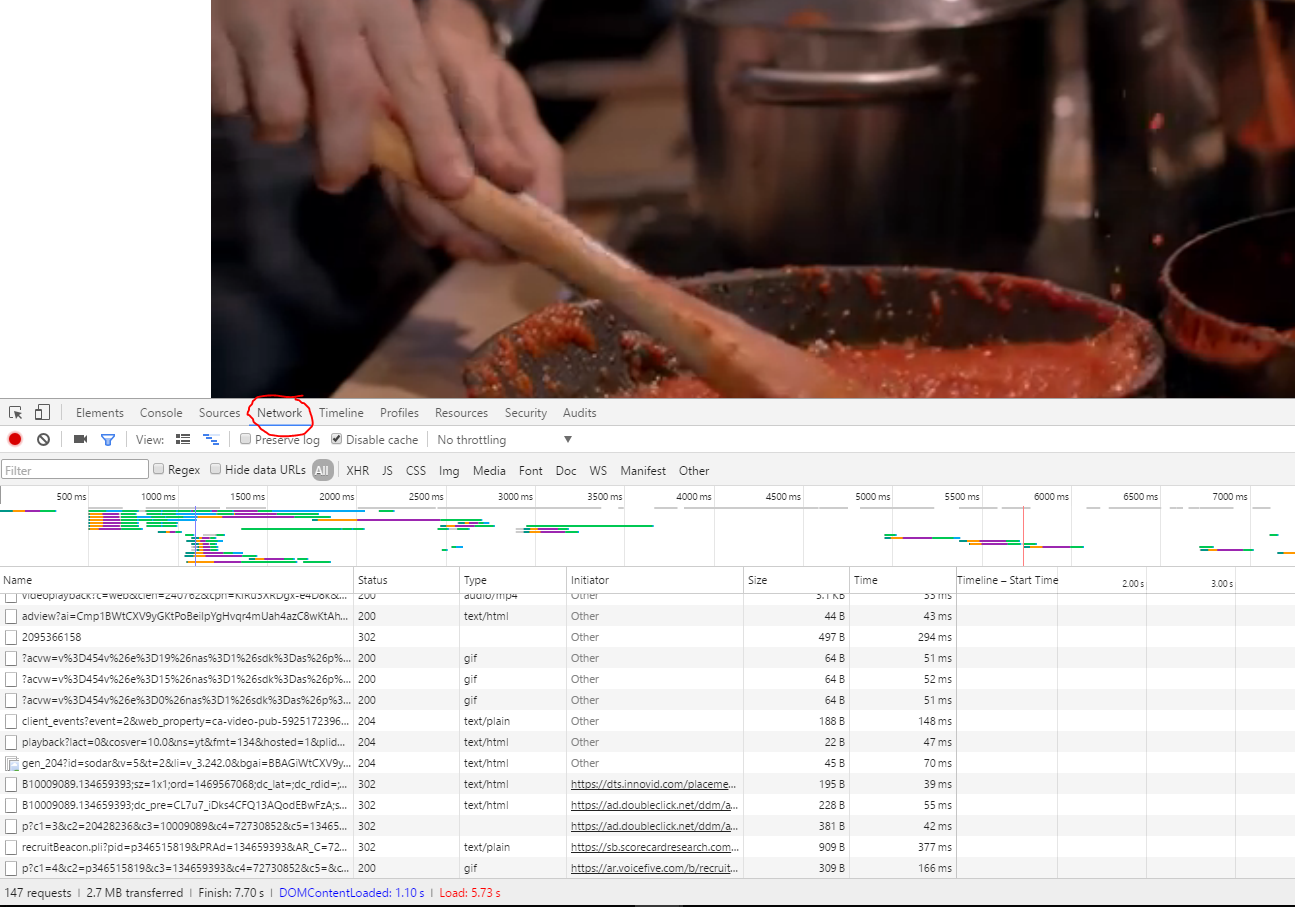 Elements Console Sources Network Timeline Profiles Resources Security Audits
View: Preserve log Disable cache No throttling
Filter Regex Hide data URLs All XHR JS CSS Img Media Font Doc WS Manifest Other
500 ms 1000 ms 1500 ms 2000 ms 2500 ms 3000 ms 3500 ms 4000 ms 4500 ms 5000 ms 5500 ms 6000 ms 6500 ms 7000 ms
Name Status Type Initiator Size Time Timeline – Start Time 2.00 s 3.00 s
200 audio/mp4 Other 3.1 KB 33 ms
adview?ai=Cmp1BWtCXV9yGKtPoBeiIpYgHvqr4mUah4azC8wKtAh... 200 text/html Other 44 B 43 ms
2095366158 302 Other 497 B 294 ms
?acvw=v%3D454v%26e%3D19%26nas%3D1%26sdk%3Das%26p%... 200 gif Other 64 B 51 ms
?acvw=v%3D454v%26e%3D15%26nas%3D1%26sdk%3Das%26p%... 200 gif Other 64 B 52 ms
?acvw=v%3D454v%26e%3D0%26nas%3D1%26sdk%3Das%26p%3... 200 gif Other 64 B 51 ms
client_events?event=2&web_property=ca-video-pub-5925172396... 204 text/plain Other 188 B 148 ms
playback?lact=0&cosver=10.0&ns=yt&fmt=134&hosted=1&plid... 204 text/html Other 22 B 47 ms
gen_204?id=sodar&v=5&t=2&li=v_3.242.0&bgai=BBAGiWtCXV9y... 204 text/html Other 45 B 70 ms
B10009089.134659393;sz=1x1;ord=1469567068;dc_lat=;dc_rdid=;... 302 text/html https://dts.innovid.com/placeme... 195 B 39 ms
B10009089.134659393;dc_pre=CL7u7_iDks4CFQ13AQodEBwFzA;s... 302 text/html https://ad.doubleclick.net/ddm/a... 228 B 55 ms
p?c1=3&c2=20428236&c3=10009089&c4=72730852&c5=13465... 302 https://ad.doubleclick.net/ddm/a... 381 B 42 ms
recruitBeacon.pli?pid=p346515819&PRAd=134659393&AR_C=72... 302 text/plain https://sb.scorecardresearch.com... 909 B 377 ms
p?c1=4&c2=p346515819&c3=134659393&c4=72730852&c5=&c... 200 gif https://ar.voicefive.com/b/recruit... 309 B 166 ms
147 requests | 2.7 MB transferred | Finish: 7.70 s | DOMContentLoaded: 1.10 s | Load: 5.73 s